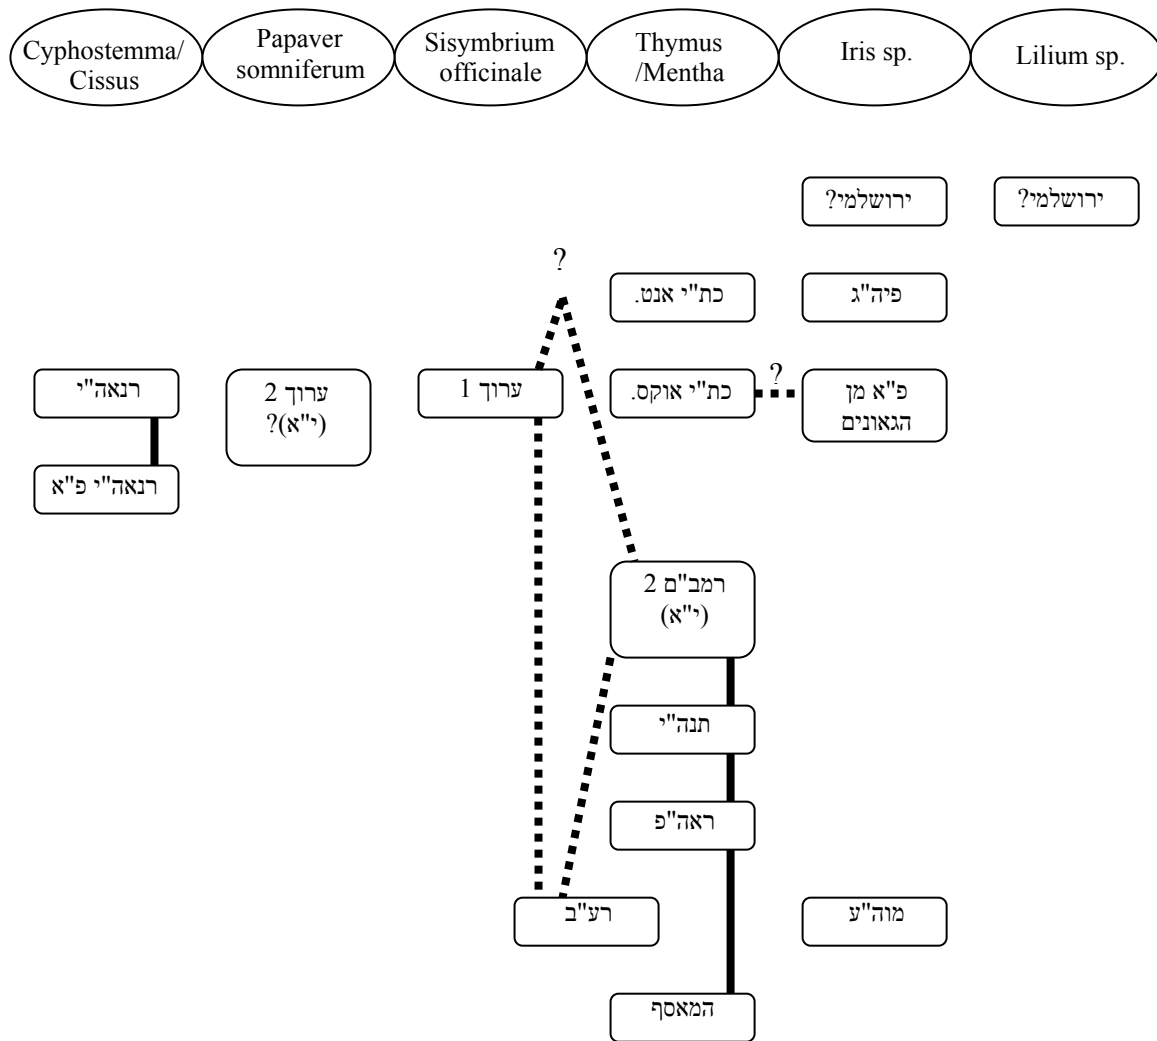 Cyphostemma/
Cissus
Papaver
somniferum
Sisymbrium
officinale
Thymus
/Mentha
Iris sp.
Lilium sp.
ירושלמי?
ירושלמי?
?
כת"י אנט.
פיה"ג
רנאה"י
ערוך 2
(י"א)?
ערוך 1
כת"י אוקס.
?
פ"א מן
הגאונים
רנאה"י פ"א
רמב"ם 2
(י"א)
תנה"י
ראה"פ
רע"ב
מוה"ע
המאסף